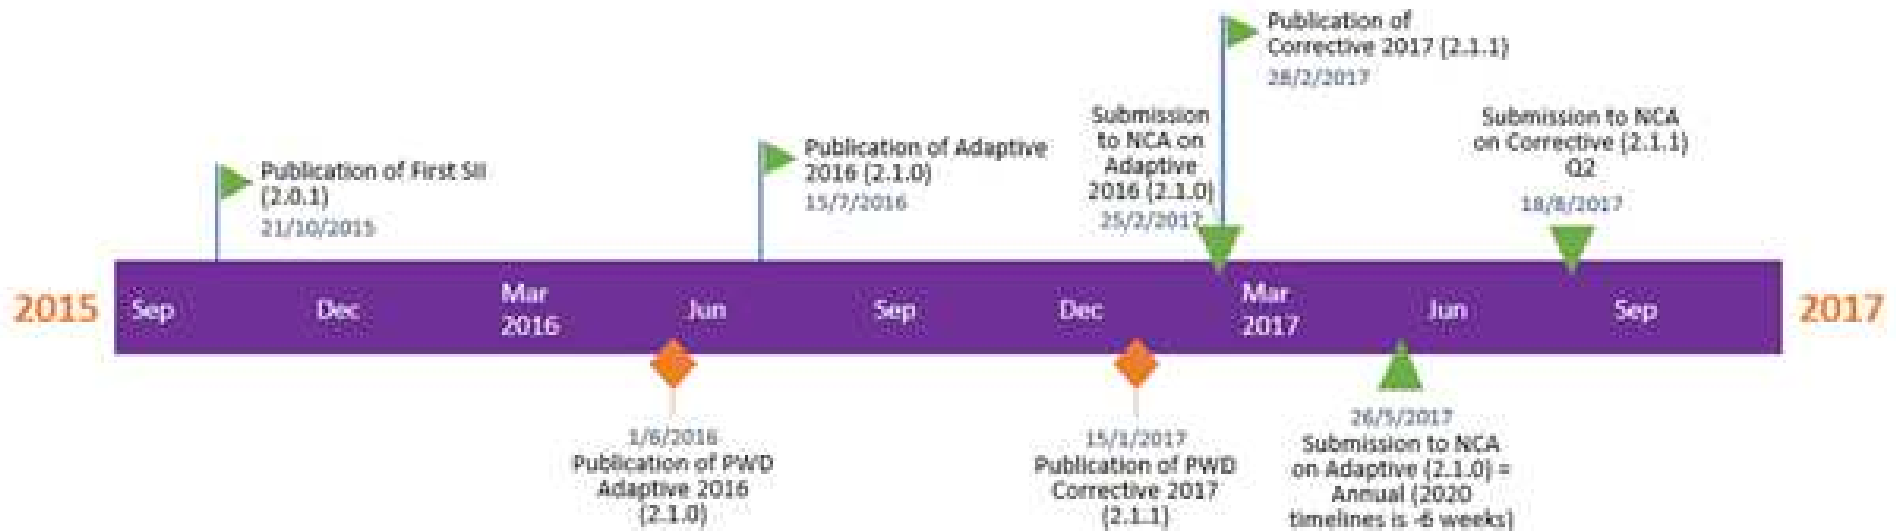 Publication of
Corrective 2017 (2.1.1)
28/2/2017
Submission
to NCA on
Adaptive
2016 (2.1.0)
25/2/2017
Submission to NCA
on Corrective (2.1.1)
Q2
18/8/2017
Publication of First SII
(2.0.1)
21/10/2015
Publication of Adaptive
2016 (2.1.0)
15/7/2016
2015
Sep
Dec
Mar
2016
Jun
Sep
Dec
Mar
2017
Jun
Sep
2017
1/6/2016
Publication of PWD
Adaptive 2016
(2.1.0)
15/1/2017
Publication of PWD
Corrective 2017
(2.1.1)
26/5/2017
Submission to NCA
on Adaptive (2.1.0) =
Annual (2020
timelines is -6 weeks)